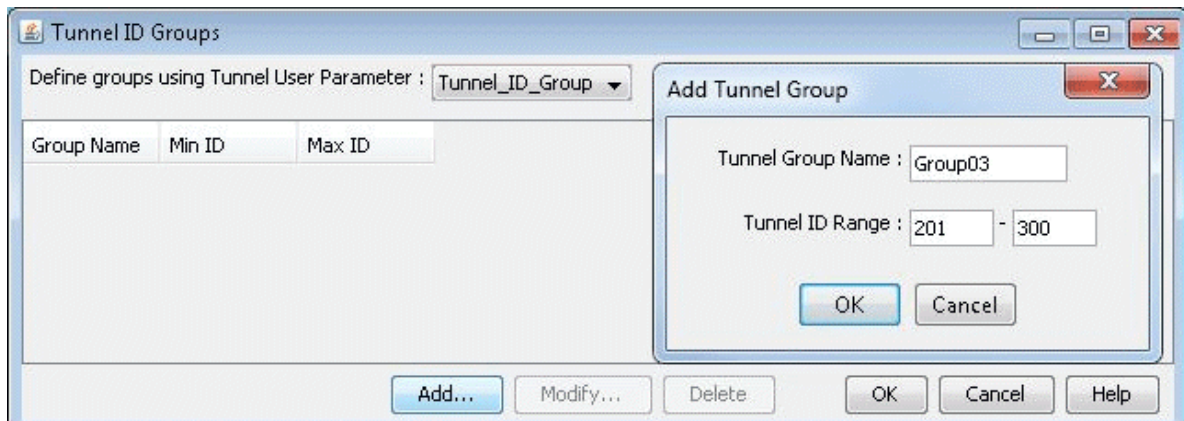 Tunnel ID Groups
Define groups using Tunnel User Parameter : Tunnel_ID_Group
Group Name Min ID Max ID
Add Tunnel Group
Tunnel Group Name : Group03
Tunnel ID Range : 201 - 300
OK Cancel
Add... Modify... Delete OK Cancel Help